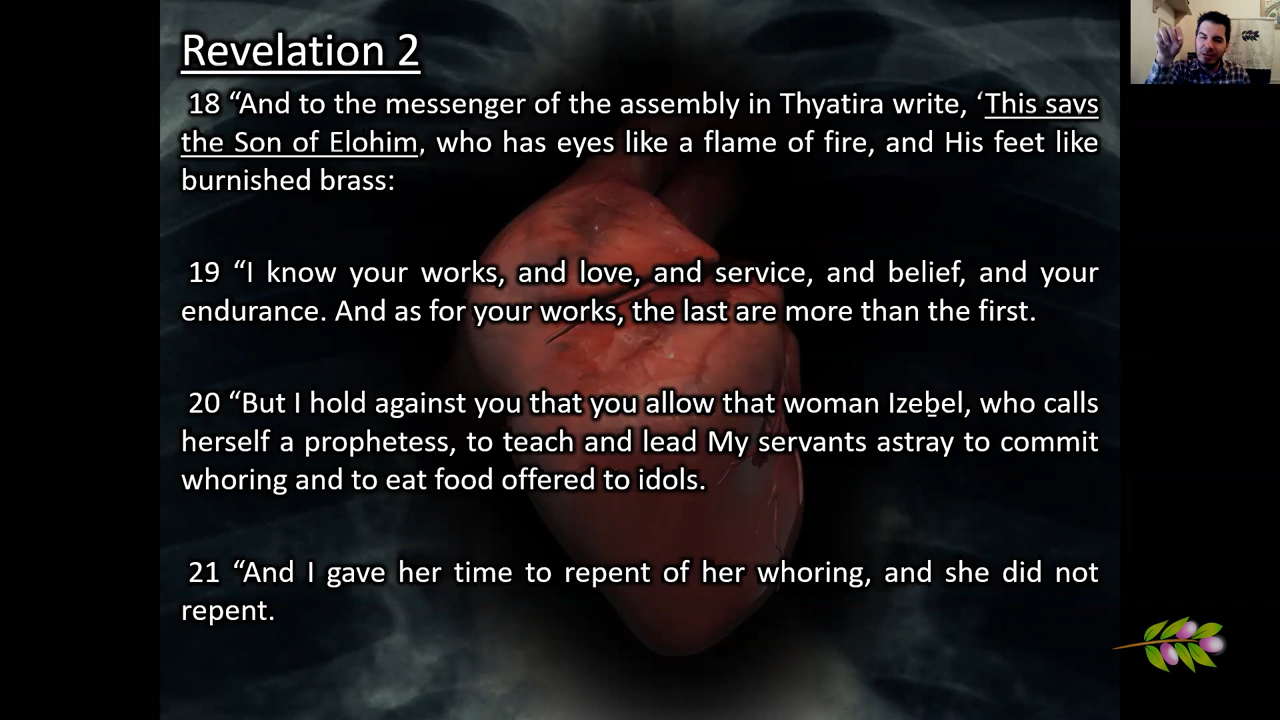 Revelation 2
18 “And to the messenger of the assembly in Thyatira write, ‘This says
the Son of Elohim, who has eyes like a flame of fire, and His feet like
burnished brass:
19 “I know your works, and love, and service, and belief, and your
endurance. And as for your works, the last are more than the first.
20 “But I hold against you that you allow that woman Izeḇel, who calls
herself a prophetess, to teach and lead My servants astray to commit
whoring and to eat food offered to idols.
21 “And I gave her time to repent of her whoring, and she did not
repent.